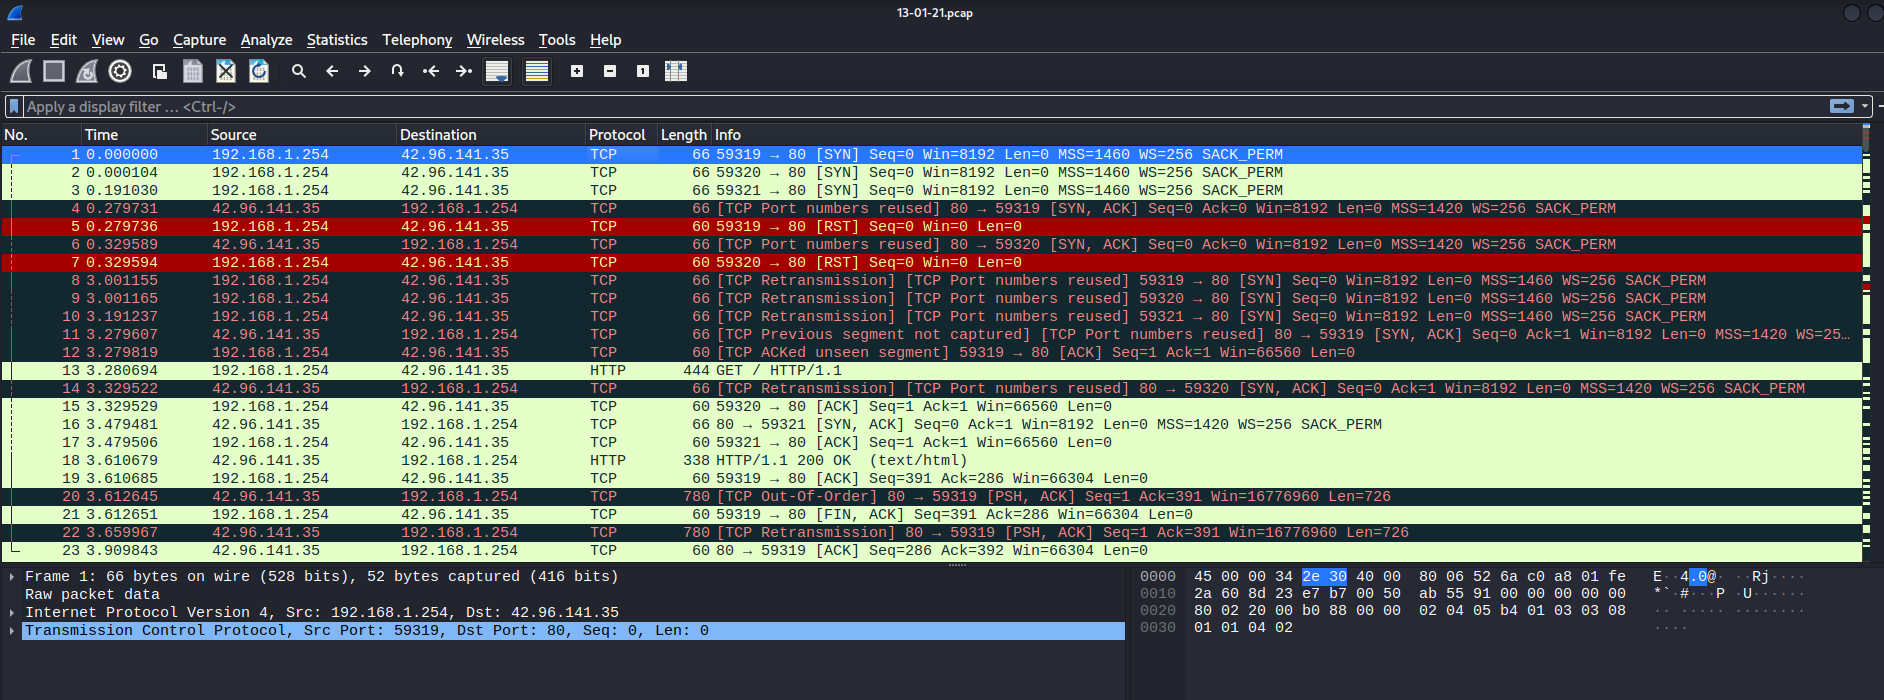 13-01-21.pcap
File Edit View Go Capture Analyze Statistics Telephony Wireless Tools Help
Apply a display filter … <Ctrl-/>
No. Time Source Destination Protocol Length Info
1 0.000000 192.168.1.254 42.96.141.35 TCP 66 59319 → 80 [SYN] Seq=0 Win=8192 Len=0 MSS=1460 WS=256 SACK_PERM
2 0.000104 192.168.1.254 42.96.141.35 TCP 66 59320 → 80 [SYN] Seq=0 Win=8192 Len=0 MSS=1460 WS=256 SACK_PERM
3 0.191030 192.168.1.254 42.96.141.35 TCP 66 59321 → 80 [SYN] Seq=0 Win=8192 Len=0 MSS=1460 WS=256 SACK_PERM
4 0.279731 42.96.141.35 192.168.1.254 TCP 66 [TCP Port numbers reused] 80 → 59319 [SYN, ACK] Seq=0 Ack=0 Win=8192 Len=0 MSS=1420 WS=256 SACK_PERM
5 0.279736 192.168.1.254 42.96.141.35 TCP 60 59319 → 80 [RST] Seq=0 Win=0 Len=0
6 0.329589 42.96.141.35 192.168.1.254 TCP 66 [TCP Port numbers reused] 80 → 59320 [SYN, ACK] Seq=0 Ack=0 Win=8192 Len=0 MSS=1420 WS=256 SACK_PERM
7 0.329594 192.168.1.254 42.96.141.35 TCP 60 59320 → 80 [RST] Seq=0 Win=0 Len=0
8 3.001155 192.168.1.254 42.96.141.35 TCP 66 [TCP Retransmission] [TCP Port numbers reused] 59319 → 80 [SYN] Seq=0 Win=8192 Len=0 MSS=1460 WS=256 SACK_PERM
9 3.001165 192.168.1.254 42.96.141.35 TCP 66 [TCP Retransmission] [TCP Port numbers reused] 59320 → 80 [SYN] Seq=0 Win=8192 Len=0 MSS=1460 WS=256 SACK_PERM
10 3.191237 192.168.1.254 42.96.141.35 TCP 66 [TCP Retransmission] [TCP Port numbers reused] 59321 → 80 [SYN] Seq=0 Win=8192 Len=0 MSS=1460 WS=256 SACK_PERM
11 3.279607 42.96.141.35 192.168.1.254 TCP 66 [TCP Previous segment not captured] [TCP Port numbers reused] 80 → 59319 [SYN, ACK] Seq=0 Ack=1 Win=8192 Len=0 MSS=1420 WS=25…
12 3.279819 192.168.1.254 42.96.141.35 TCP 60 [TCP ACKed unseen segment] 59319 → 80 [ACK] Seq=1 Ack=1 Win=66560 Len=0
13 3.280694 192.168.1.254 42.96.141.35 HTTP 444 GET / HTTP/1.1
14 3.329522 42.96.141.35 192.168.1.254 TCP 66 [TCP Retransmission] [TCP Port numbers reused] 80 → 59320 [SYN, ACK] Seq=0 Ack=1 Win=8192 Len=0 MSS=1420 WS=256 SACK_PERM
15 3.329529 192.168.1.254 42.96.141.35 TCP 60 59320 → 80 [ACK] Seq=1 Ack=1 Win=66560 Len=0
16 3.479481 42.96.141.35 192.168.1.254 TCP 66 80 → 59321 [SYN, ACK] Seq=0 Ack=1 Win=8192 Len=0 MSS=1420 WS=256 SACK_PERM
17 3.479506 192.168.1.254 42.96.141.35 TCP 60 59321 → 80 [ACK] Seq=1 Ack=1 Win=66560 Len=0
18 3.610679 42.96.141.35 192.168.1.254 HTTP 338 HTTP/1.1 200 OK (text/html)
19 3.610685 192.168.1.254 42.96.141.35 TCP 60 59319 → 80 [ACK] Seq=391 Ack=286 Win=66304 Len=0
20 3.612645 42.96.141.35 192.168.1.254 TCP 780 [TCP Out-Of-Order] 80 → 59319 [PSH, ACK] Seq=1 Ack=391 Win=16776960 Len=726
21 3.612651 192.168.1.254 42.96.141.35 TCP 60 59319 → 80 [FIN, ACK] Seq=391 Ack=286 Win=66304 Len=0
22 3.659967 42.96.141.35 192.168.1.254 TCP 780 [TCP Retransmission] 80 → 59319 [PSH, ACK] Seq=1 Ack=391 Win=16776960 Len=726
23 3.909843 42.96.141.35 192.168.1.254 TCP 60 80 → 59319 [ACK] Seq=286 Ack=392 Win=66304 Len=0
Frame 1: 66 bytes on wire (528 bits), 52 bytes captured (416 bits)
Raw packet data
Internet Protocol Version 4, Src: 192.168.1.254, Dst: 42.96.141.35
Transmission Control Protocol, Src Port: 59319, Dst Port: 80, Seq: 0, Len: 0
0000 45 00 00 34 2e 30 40 00 80 06 52 6a c0 a8 01 fe E··4.0@· ··Rj····
0010 2a 60 8d 23 e7 b7 00 50 ab 55 91 00 00 00 00 00 *`·#···P ·U······
0020 80 02 20 00 b0 88 00 00 02 04 05 b4 01 03 03 08 ·· ····· ········
0030 01 01 04 02 ····